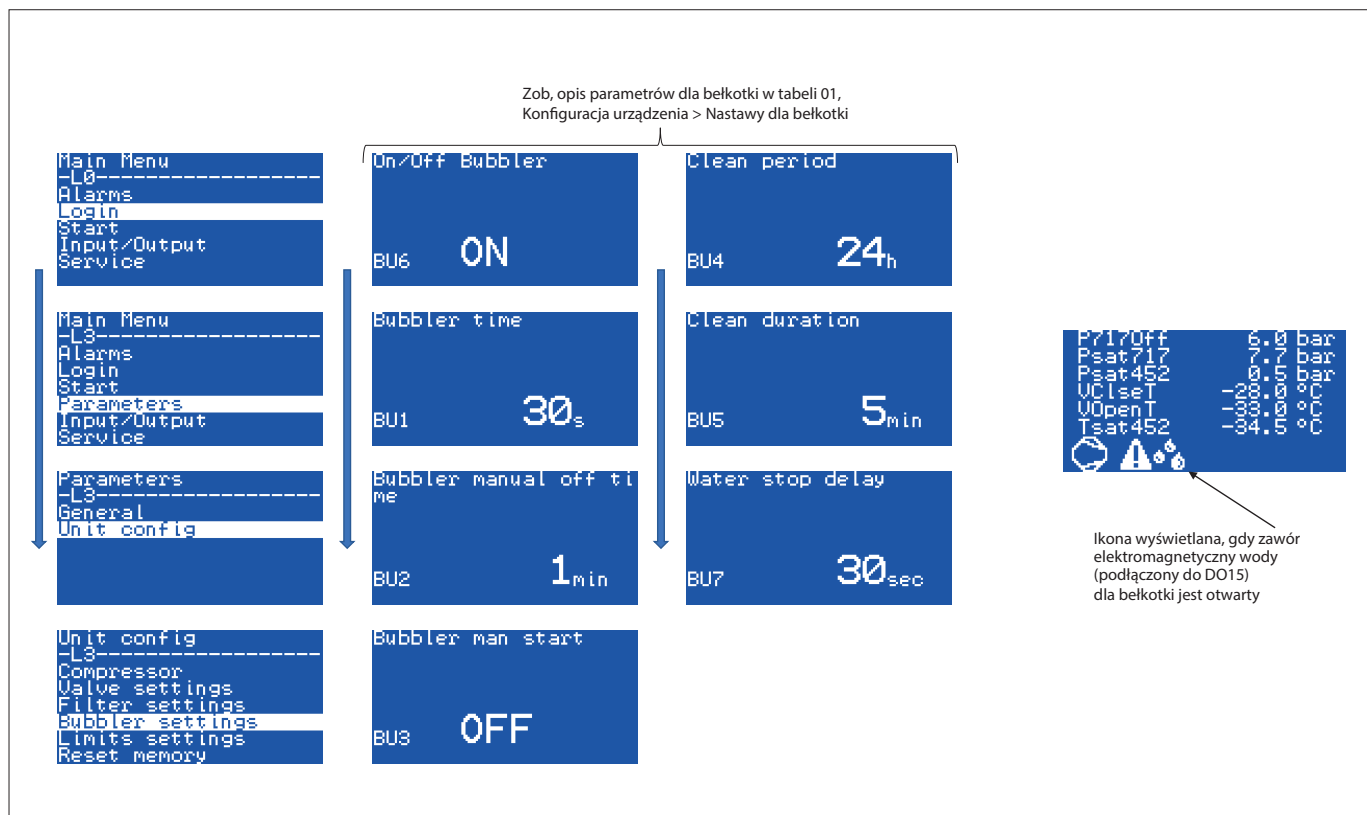 Zob, opis parametrów dla bełkotki w tabeli 01,
Konfiguracja urządzenia > Nastawy dla bełkotki
Main Menu
-L0-------------------
Alarms
Login
Start
Input/Output
Service
Main Menu
-L3-------------------
Alarms
Login
Start
Parameters
Input/Output
Service
Parameters
-L3-------------------
General
Unit config
Unit config
-L3-------------------
Compressor
Valve settings
Filter settings
Bubbler settings
Limits settings
Reset memory
On/Off Bubbler
BU6 ON
Bubbler time
BU1 30s
Bubbler manual off ti
me
BU2 1min
Bubbler man start
BU3 OFF
Clean period
BU4 24h
Clean duration
BU5 5min
Water stop delay
BU7 30sec
P717Off 6.0 bar
Psat717 7.7 bar
Psat452 0.5 bar
VClseT -28.0 °C
VOpenT -33.0 °C
Tsat452 -34.5 °C
Ikona wyświetlana, gdy zawór
elektromagnetyczny wody
(podłączony do DO15)
dla bełkotki jest otwarty